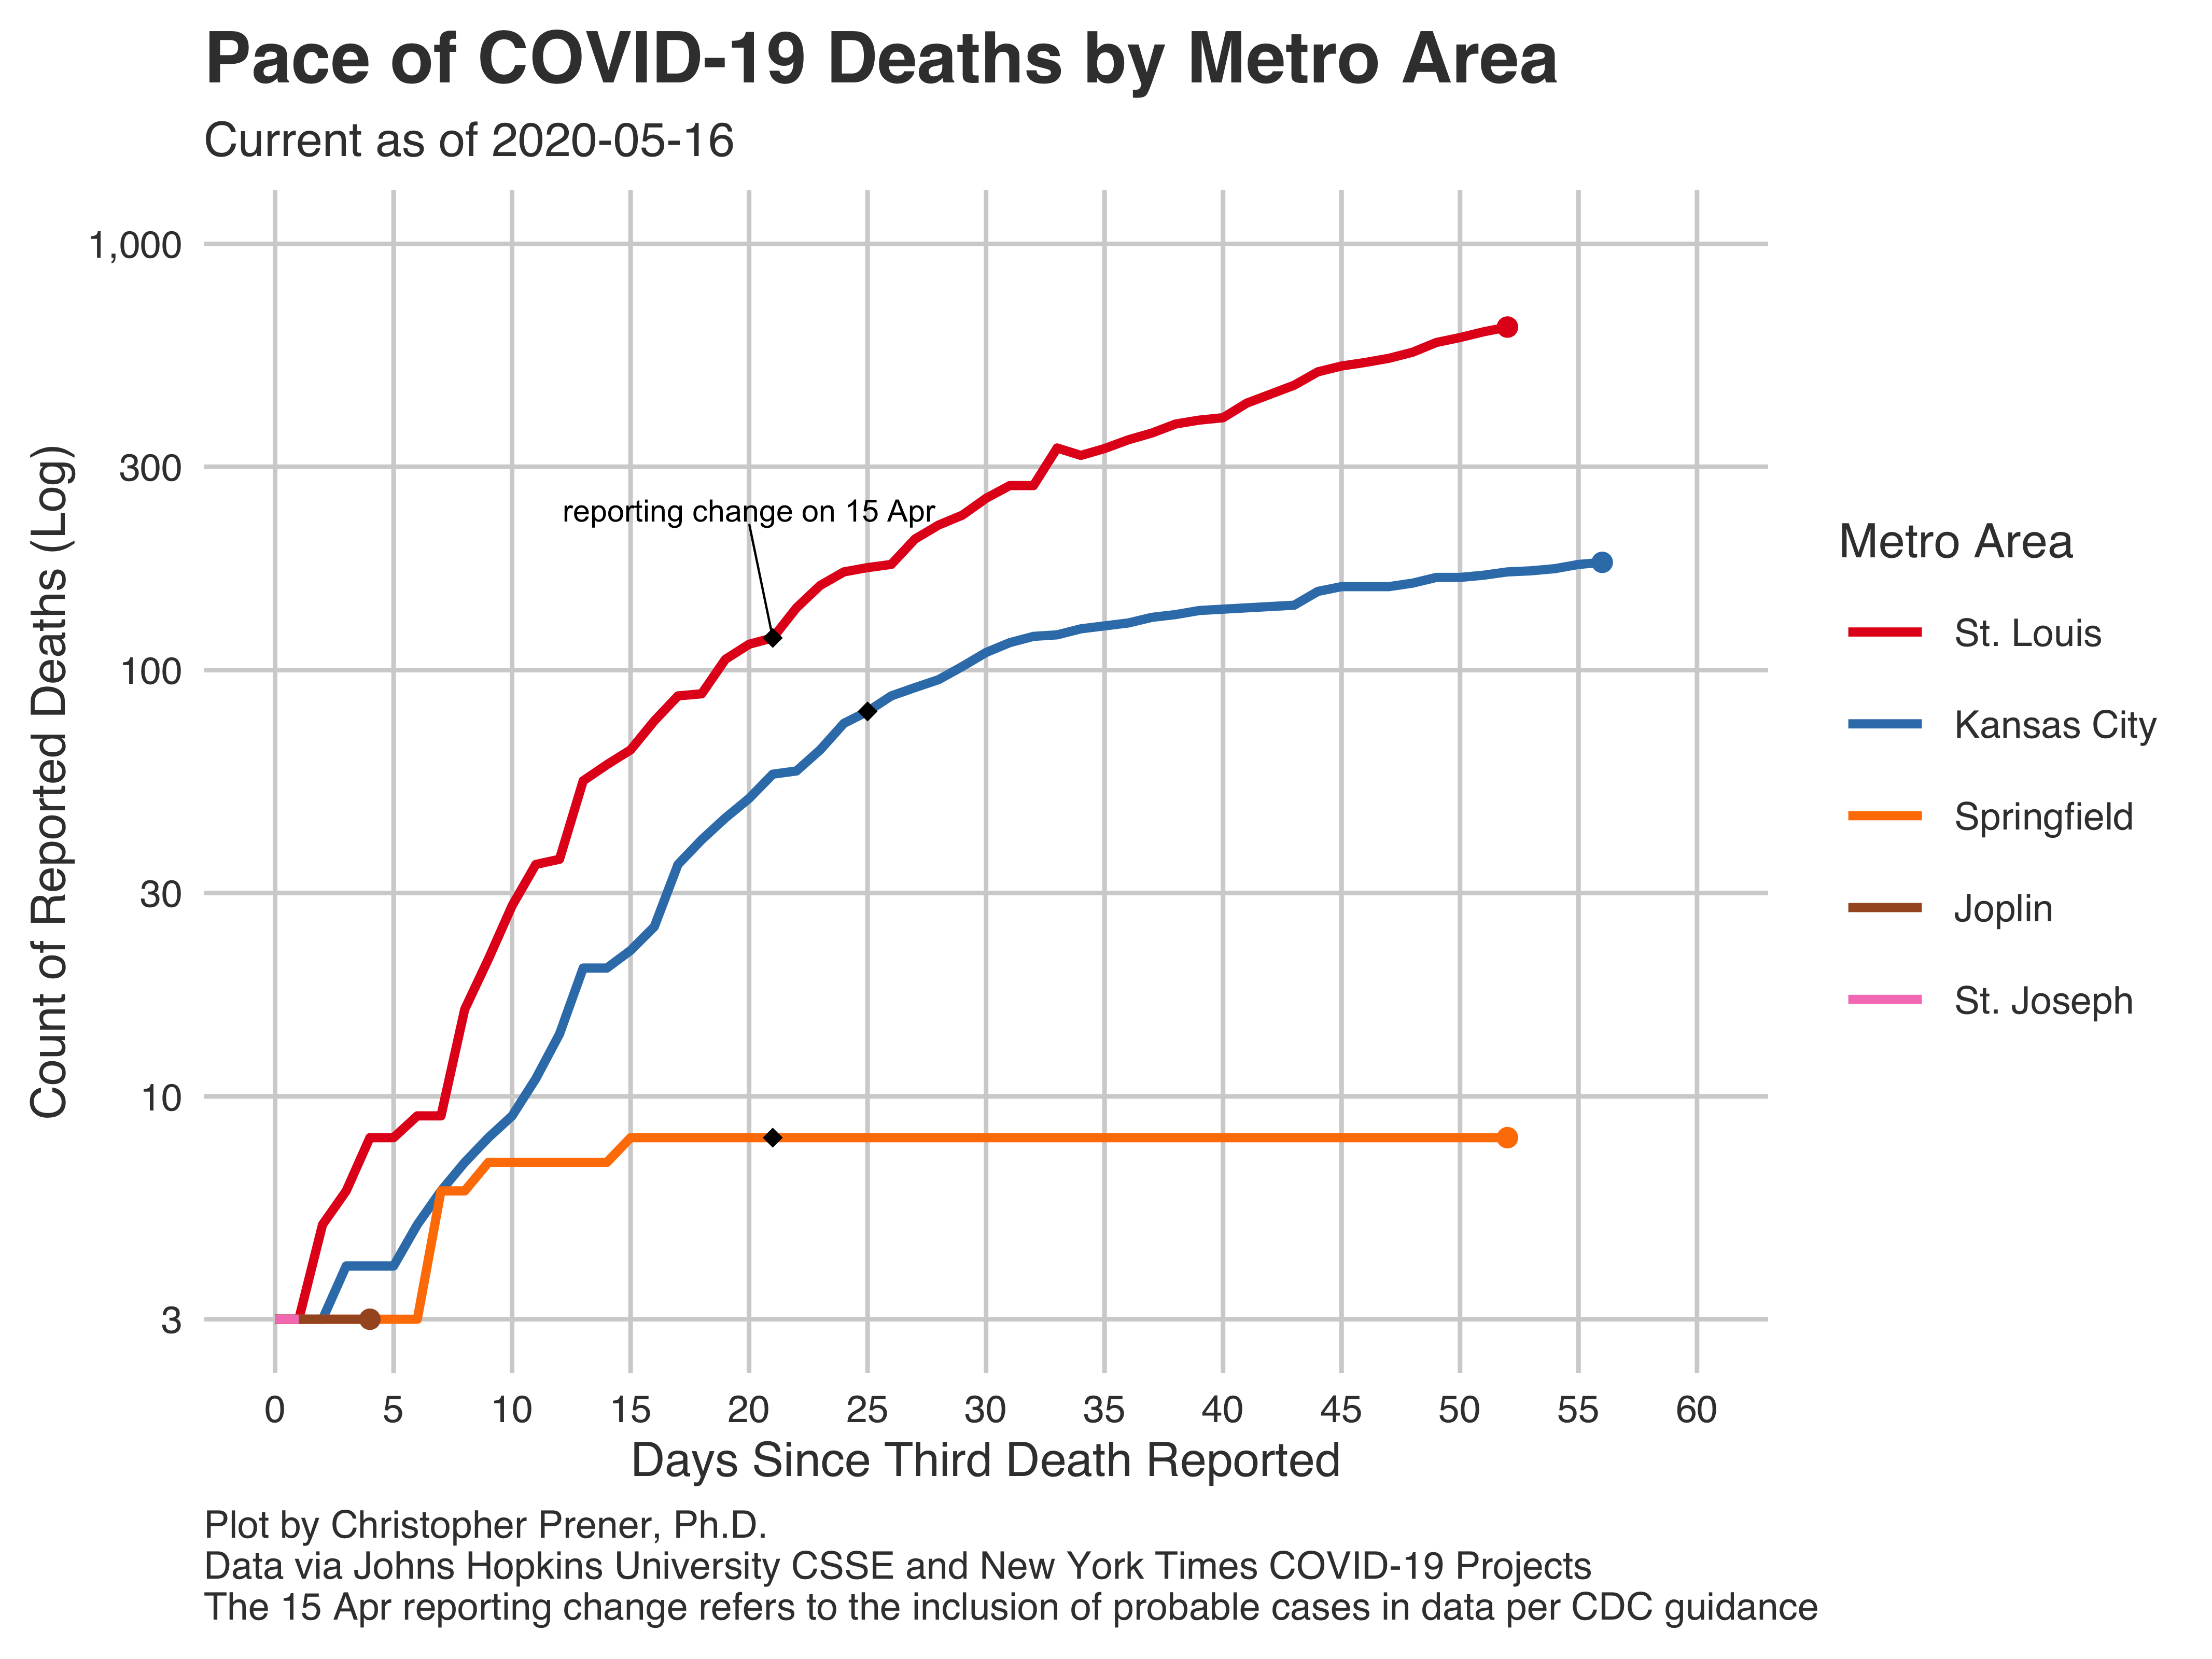 Pace of COVID-19 Deaths by Metro Area
Current as of 2020-05-16
Count of Reported Deaths (Log)
1,000
300
100
30
10
3
reporting change on 15 Apr
0 5 10 15 20 25 30 35 40 45 50 55 60
Days Since Third Death Reported
Metro Area
St. Louis
Kansas City
Springfield
Joplin
St. Joseph
Plot by Christopher Prener, Ph.D.
Data via Johns Hopkins University CSSE and New York Times COVID-19 Projects
The 15 Apr reporting change refers to the inclusion of probable cases in data per CDC guidance